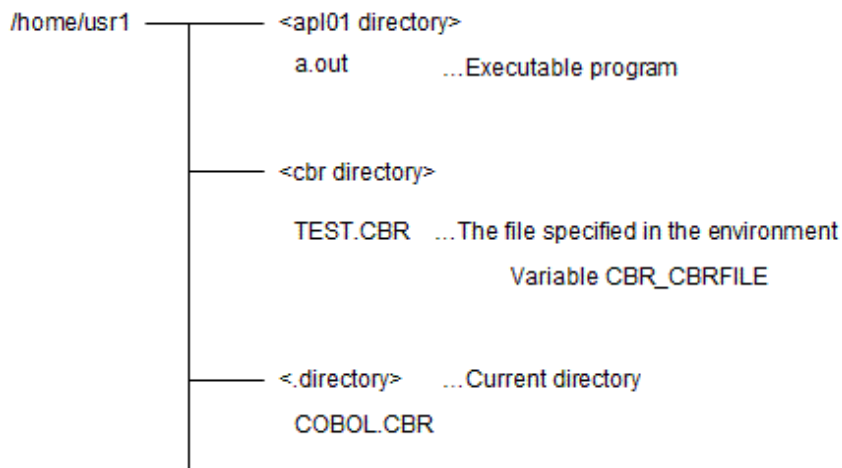 /home/usr1 <apl01 directory>
a.out ...Executable program
<cbr directory>
TEST.CBR ...The file specified in the environment
Variable CBR_CBRFILE
<.directory> ...Current directory
COBOL.CBR